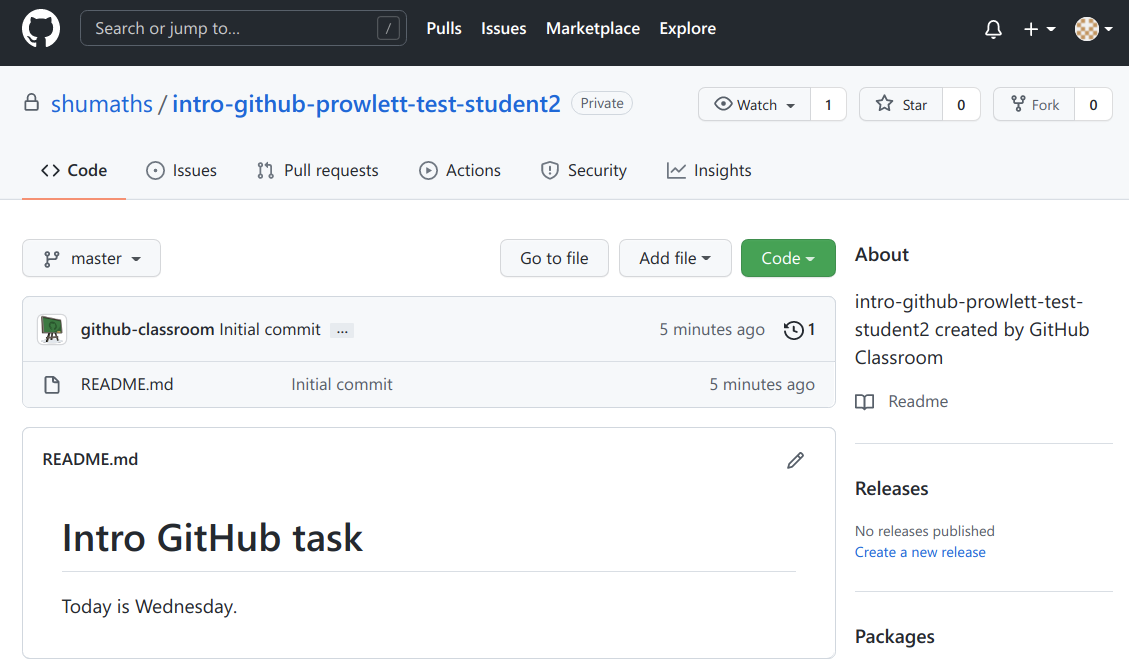 Search or jump to... /
Pulls Issues Marketplace Explore
shumaths / intro-github-prowlett-test-student2 Private
Watch 1 Star 0 Fork 0
Code Issues Pull requests Actions Security Insights
master Go to file Add file Code
github-classroom Initial commit ... 5 minutes ago 1
README.md Initial commit 5 minutes ago
README.md
Intro GitHub task
Today is Wednesday.
About
intro-github-prowlett-test-
student2 created by GitHub
Classroom
Readme
Releases
No releases published
Create a new release
Packages